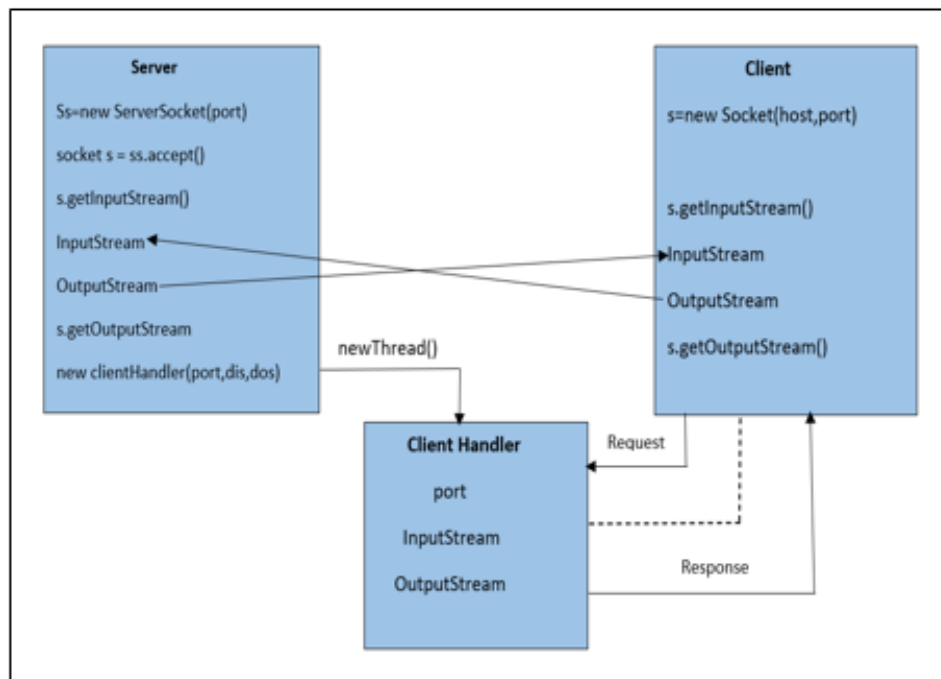 Server
Ss=new ServerSocket(port)
socket s = ss.accept()
s.getInputStream()
InputStream
OutputStream
s.getOutputStream
new clientHandler(port,dis,dos)
Client
s=new Socket(host,port)
s.getInputStream()
InputStream
OutputStream
s.getOutputStream()
newThread()
Client Handler
port
InputStream
OutputStream
Request
Response